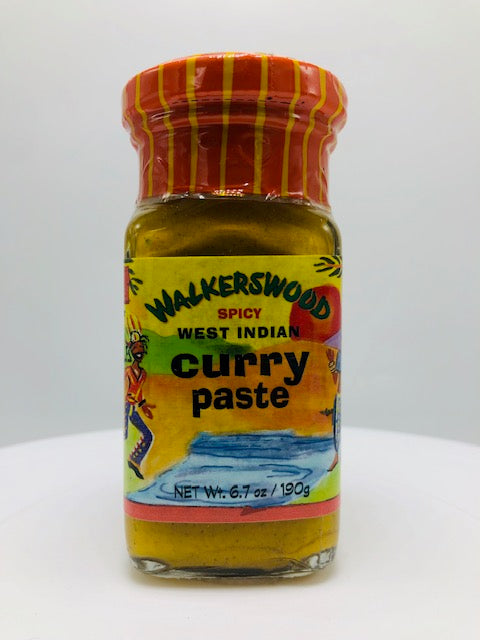 WALKERSWOOD
SPICY
WEST INDIAN
curry
paste
NET Wt. 6.7 oz / 190g